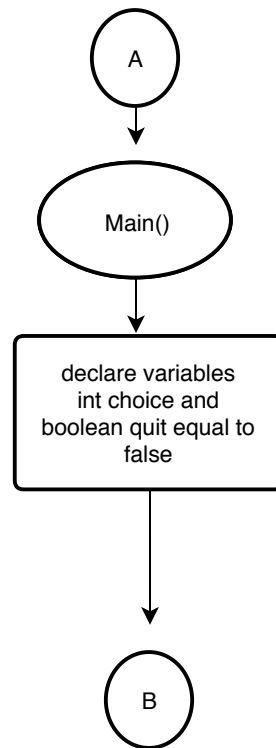 A
Main()
declare variables
int choice and
boolean quit equal to
false
B